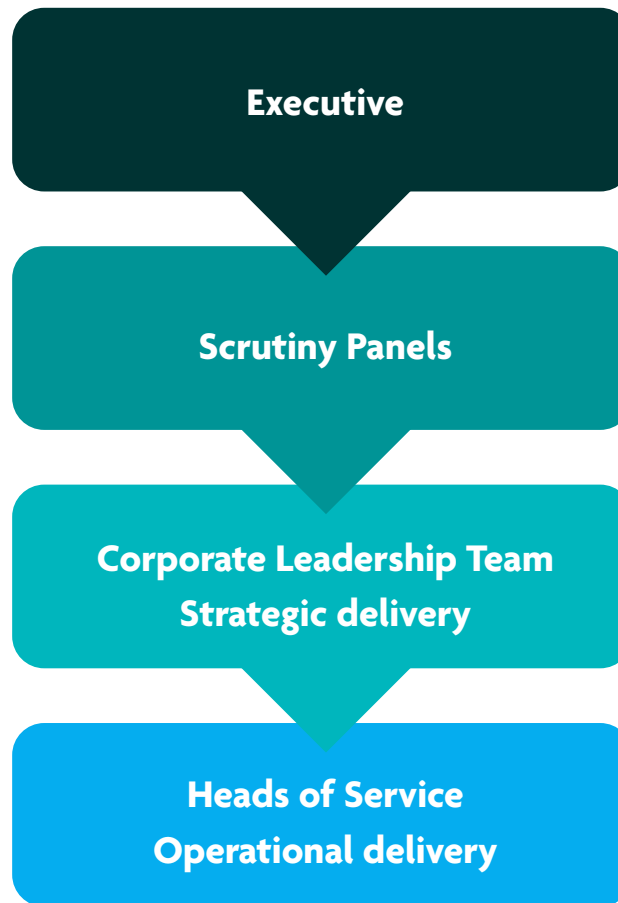 Executive
Scrutiny Panels
Corporate Leadership Team
Strategic delivery
Heads of Service
Operational delivery